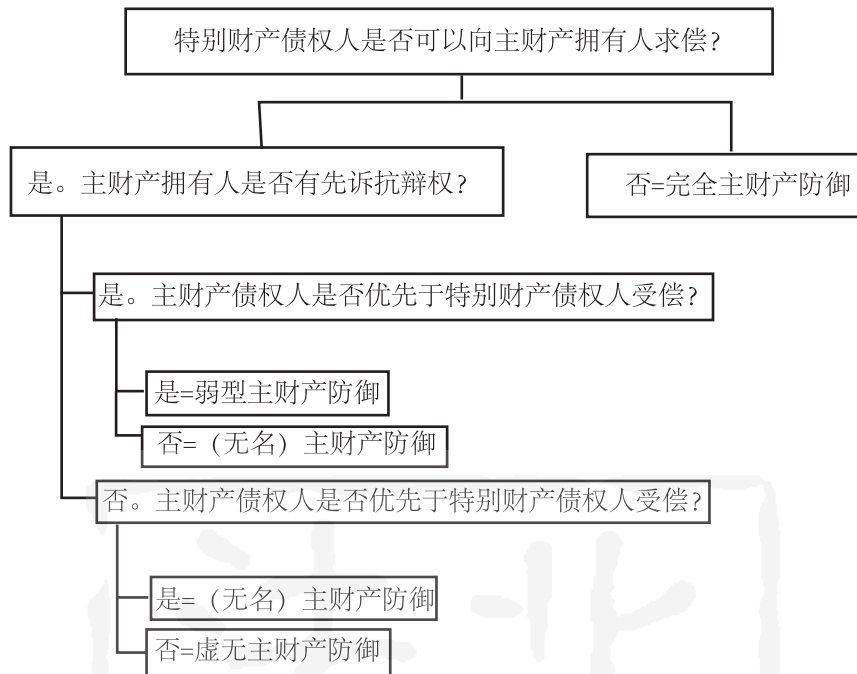 特别财产债权人是否可以向主财产拥有人求偿？
是。主财产拥有人是否有先诉抗辩权？
否=完全主财产防御
是。主财产债权人是否优先于特别财产债权人受偿？
是=弱型主财产防御
否=（无名）主财产防御
否。主财产债权人是否优先于特别财产债权人受偿？
是=（无名）主财产防御
否=虚无主财产防御